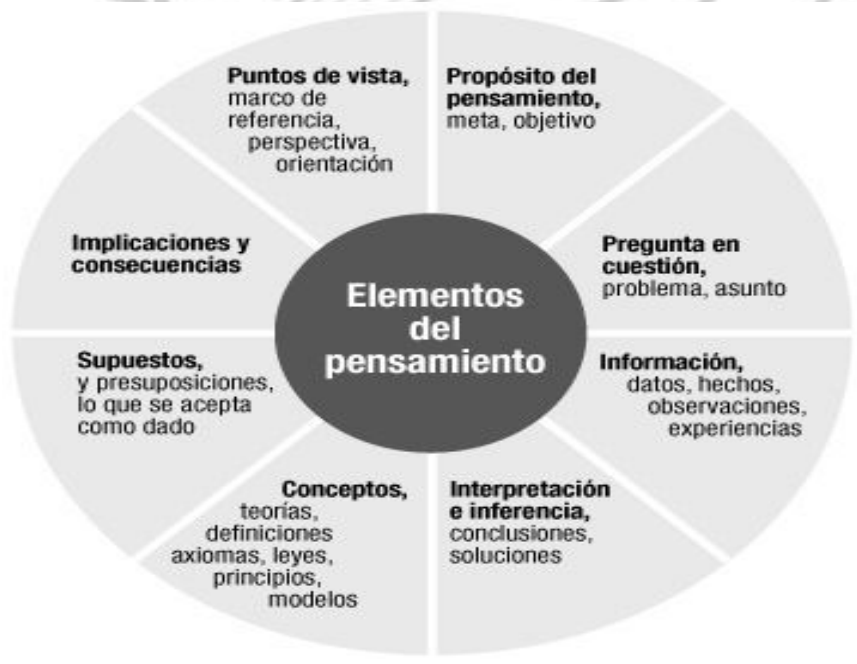 Elementos
del
pensamiento
Propósito del
pensamiento,
meta, objetivo
Pregunta en
cuestión,
problema, asunto
Información,
datos, hechos,
observaciones,
experiencias
Interpretación
e inferencia,
conclusiones,
soluciones
Conceptos,
teorías,
definiciones
axiomas, leyes,
principios,
modelos
Supuestos,
y presuposiciones,
lo que se acepta
como dado
Implicaciones y
consecuencias
Puntos de vista,
marco de
referencia,
perspectiva,
orientación